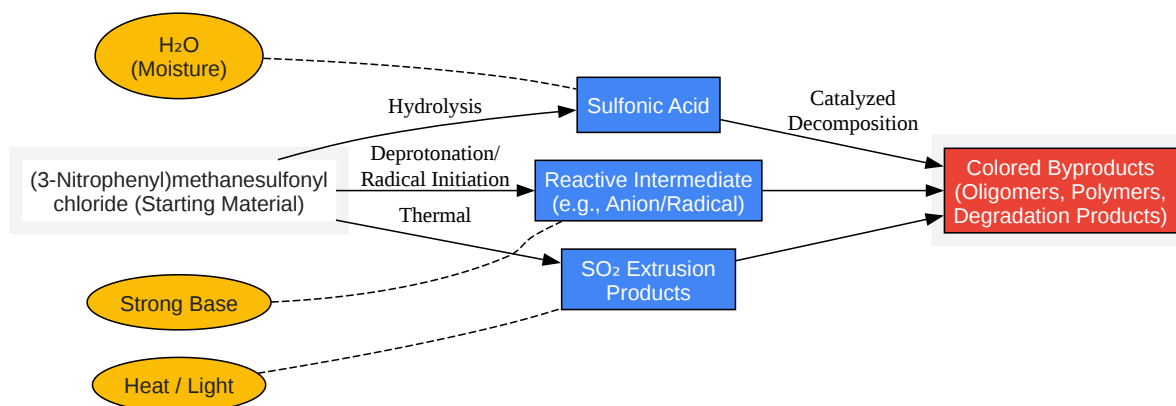 H₂O
(Moisture)
Hydrolysis
Sulfonic Acid
Catalyzed
Decomposition
(3-Nitrophenyl)methanesulfonyl
chloride (Starting Material)
Deprotonation/
Radical Initiation
Reactive Intermediate
(e.g., Anion/Radical)
Colored Byproducts
(Oligomers, Polymers,
Degradation Products)
Thermal
SO₂ Extrusion
Products
Strong Base
Heat / Light